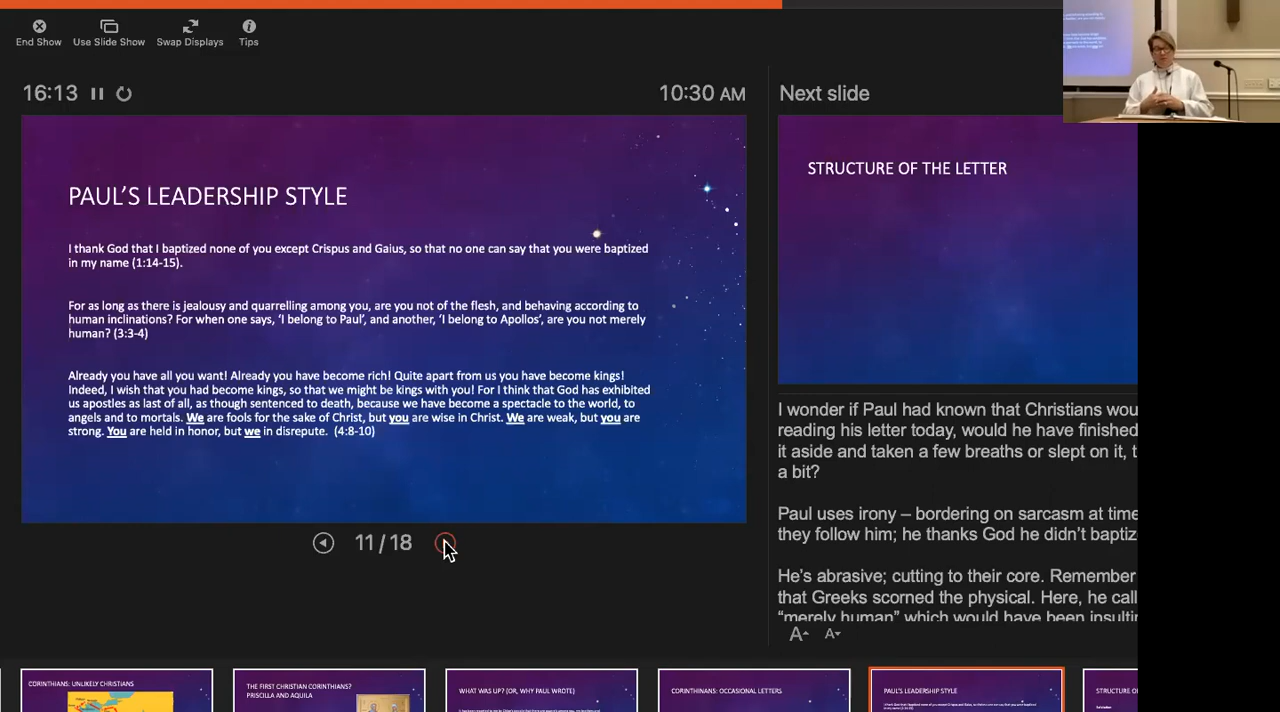 End Show
Use Slide Show
Swap Displays
Tips
16:13
10:30 AM
Next slide
PAUL'S LEADERSHIP STYLE
I thank God that I baptized none of you except Crispus and Gaius, so that no one can say that you were baptized
in my name (1:14-15).
For as long as there is jealousy and quarrelling among you, are you not of the flesh, and behaving according to
human inclinations? For when one says, 'I belong to Paul', and another, 'I belong to Apollos', are you not merely
human? (3:3-4)
Already you have all you want! Already you have become rich! Quite apart from us you have become kings!
Indeed, I wish that you had become kings, so that we might be kings with you! For I think that God has exhibited
us apostles as last of all, as though sentenced to death, because we have become a spectacle to the world, to
angels and to mortals. We are fools for the sake of Christ, but you are wise in Christ. We are weak, but you are
strong. You are held in honor, but we in disrepute. (4:8-10)
11 / 18
STRUCTURE OF THE LETTER
I wonder if Paul had known that Christians wou
reading his letter today, would he have finished
it aside and taken a few breaths or slept on it, t
a bit?
Paul uses irony – bordering on sarcasm at time
they follow him; he thanks God he didn't baptiz
He's abrasive; cutting to their core. Remember
that Greeks scorned the physical. Here, he call
"merely human" which would have been insultin
A A
CORINTHIANS: UNLIKELY CHRISTIANS
THE FIRST CHRISTIAN CORINTHIANS?
PRISCILLA AND AQUILA
WHAT WAS UP? (OR, WHY PAUL WROTE)
CORINTHINANS: OCCASIONAL LETTERS
PAUL'S LEADERSHIP STYLE
STRUCTURE O